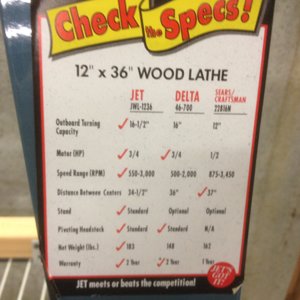 Check the Specs!
12" x 36" WOOD LATHE
JET JWL-1236 DELTA 46-700 SEARS/CRAFTSMAN 22816N
Outboard Turning Capacity ✓ 16-1/2" 16" 12"
Motor (HP) ✓ 3/4 ✓ 3/4 1/2
Speed Range (RPM) ✓ 550-3,000 500-2,000 875-3,450
Distance Between Centers 34-1/2" 36" ✓ 37"
Stand ✓ Standard Optional Optional
Pivoting Headstock ✓ Standard ✓ Standard N/A
Net Weight (lbs.) ✓ 183 148 162
Warranty ✓ 2 Year ✓ 2 Year 1 Year
JET meets or beats the competition!
JET'S GOT IT!